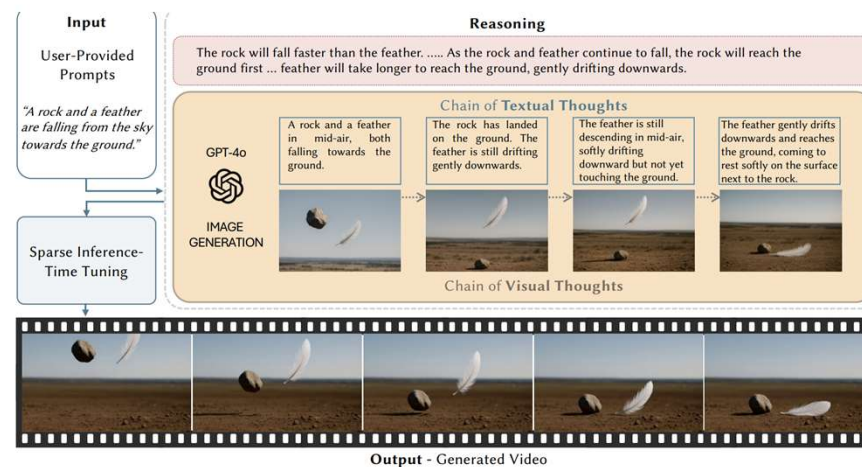 Input
User-Provided
Prompts
"A rock and a feather
are falling from the sky
towards the ground."
Sparse Inference-
Time Tuning
Reasoning
The rock will fall faster than the feather. ..... As the rock and feather continue to fall, the rock will reach the
ground first ... feather will take longer to reach the ground, gently drifting downwards.
Chain of Textual Thoughts
GPT-4o
IMAGE
GENERATION
A rock and a feather
in mid-air, both
falling towards the
ground.
The rock has landed
on the ground. The
feather is still drifting
gently downwards.
The feather is still
descending in mid-air,
softly drifting
downward but not yet
touching the ground.
The feather gently drifts
downwards and reaches
the ground, coming to
rest softly on the surface
next to the rock.
Chain of Visual Thoughts
Output - Generated Video